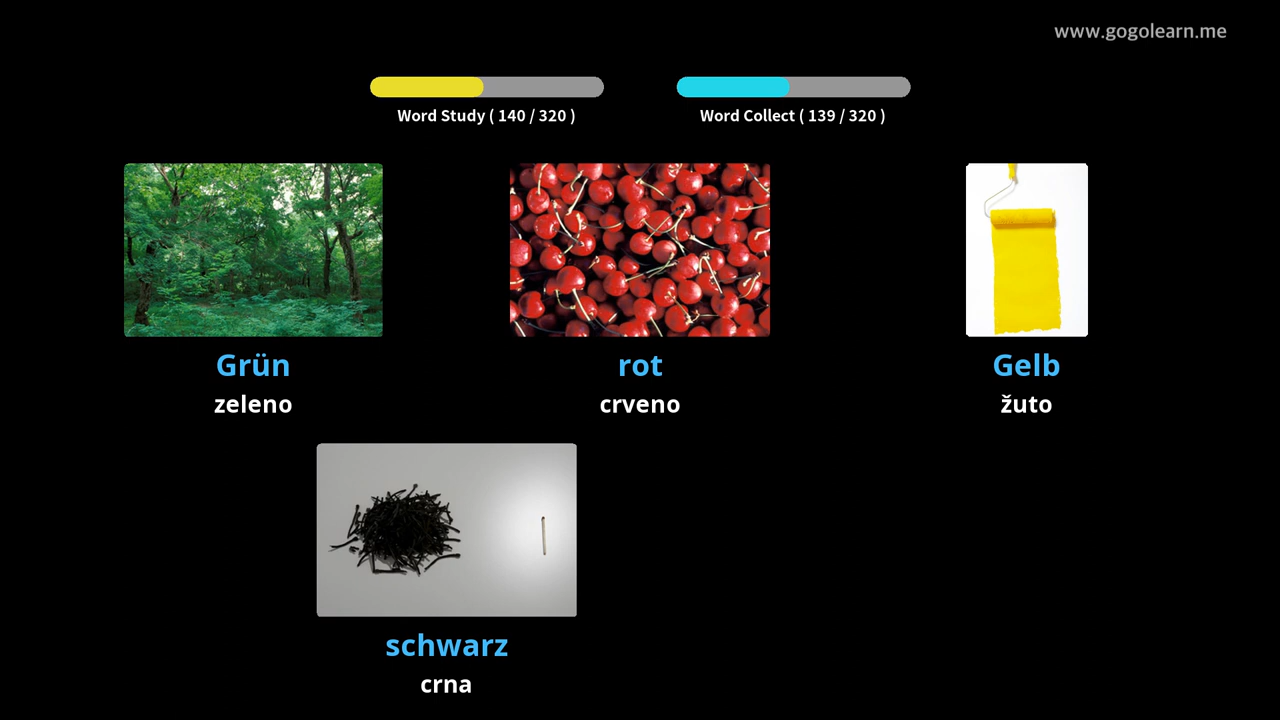 www.gogolearn.me
Word Study ( 140 / 320 )
Word Collect ( 139 / 320 )
Grün
zeleno
rot
crveno
Gelb
žuto
schwarz
crna